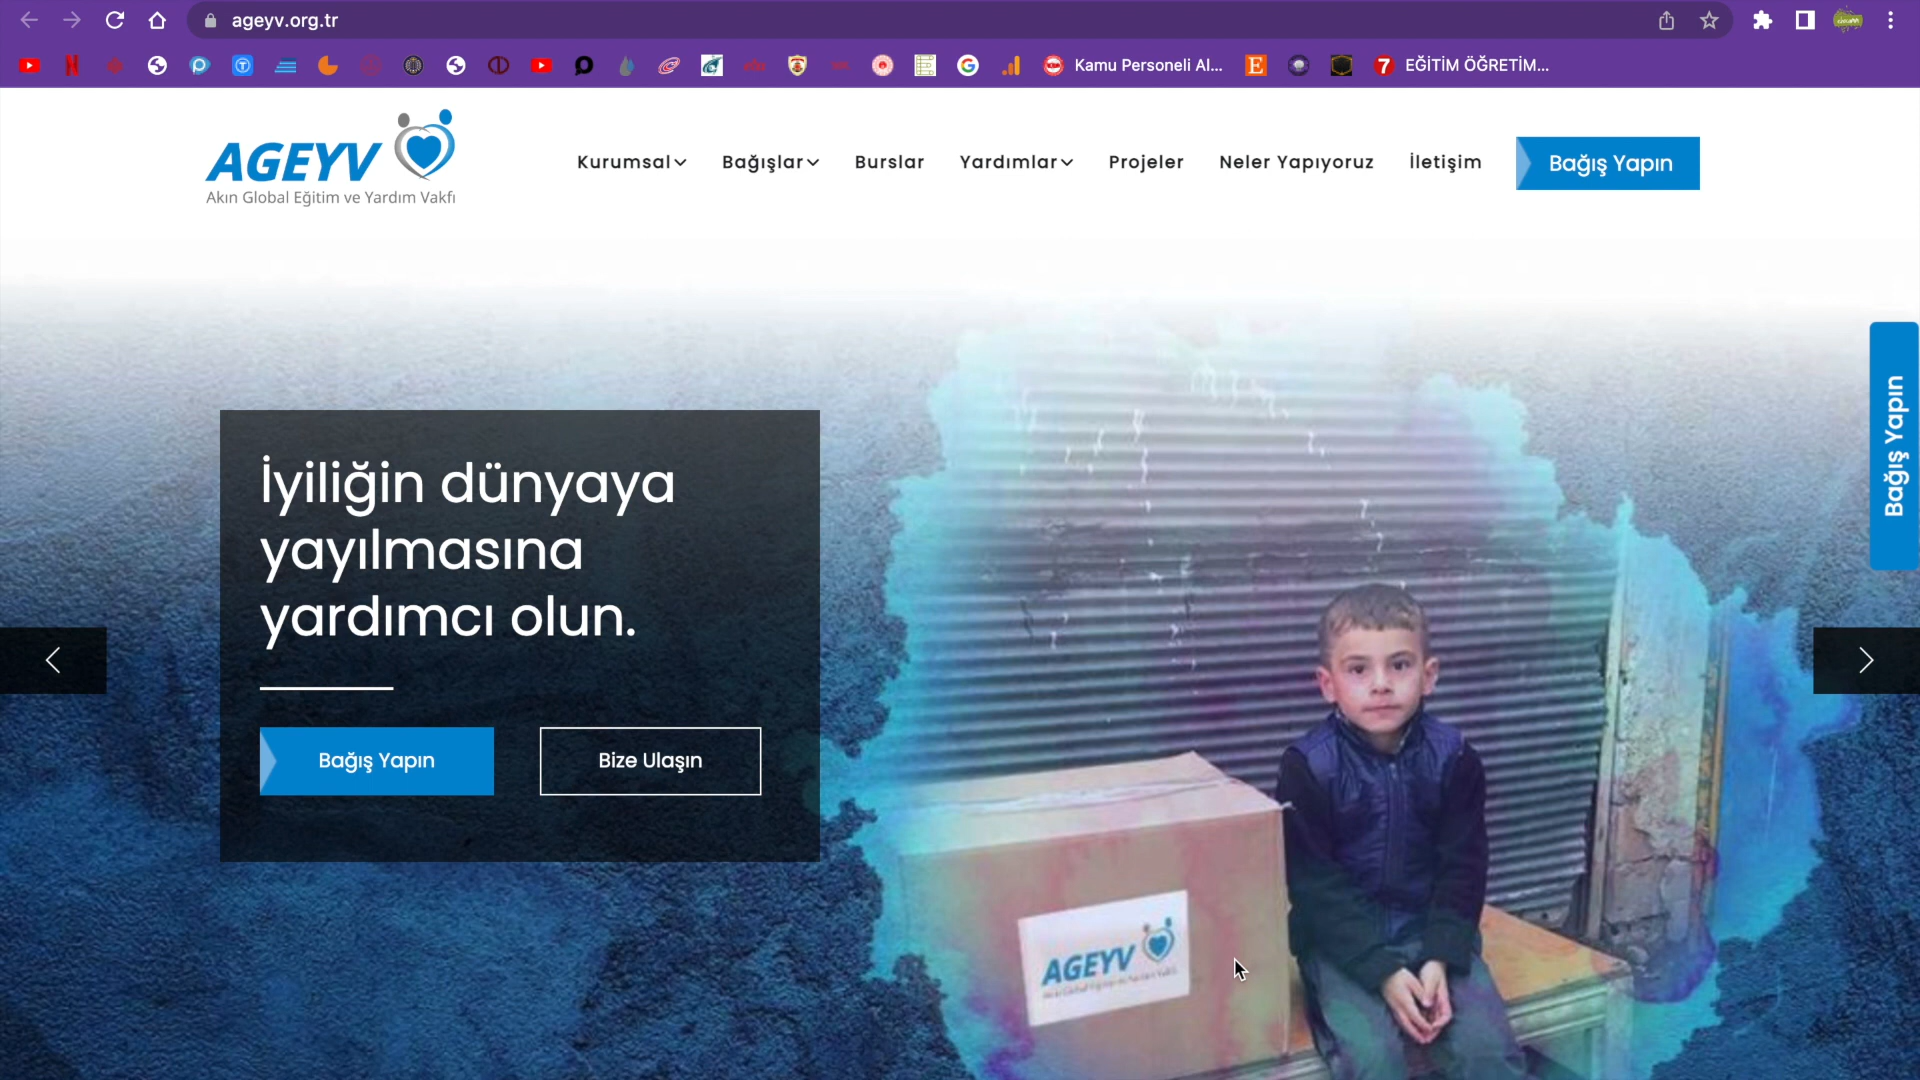 ageyv.org.tr
Kamu Personeli Al...
EĞİTİM ÖĞRETİM...
AGEYV
Akın Global Eğitim ve Yardım Vakfı
Kurumsal
Bağışlar
Burslar
Yardımlar
Projeler
Neler Yapıyoruz
İletişim
Bağış Yapın
Bağış Yapın
İyiliğin dünyaya
yayılmasına
yardımcı olun.
Bağış Yapın
Bize Ulaşın
AGEYV